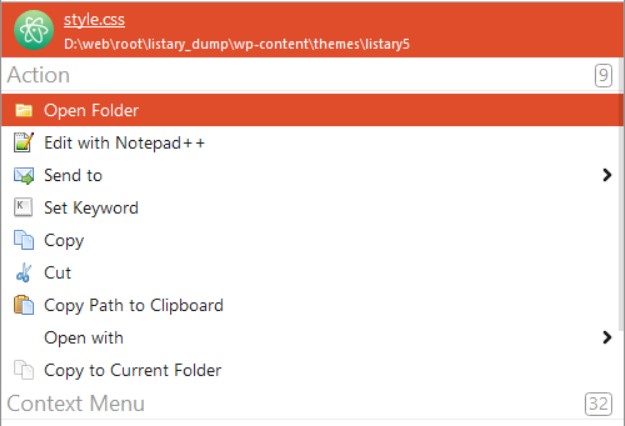 style.css
D:\web\root\listary_dump\wp-content\themes\listary5
Action 9
Open Folder
Edit with Notepad++
Send to
K
Set Keyword
Copy
Cut
Copy Path to Clipboard
Open with
Copy to Current Folder
Context Menu 32